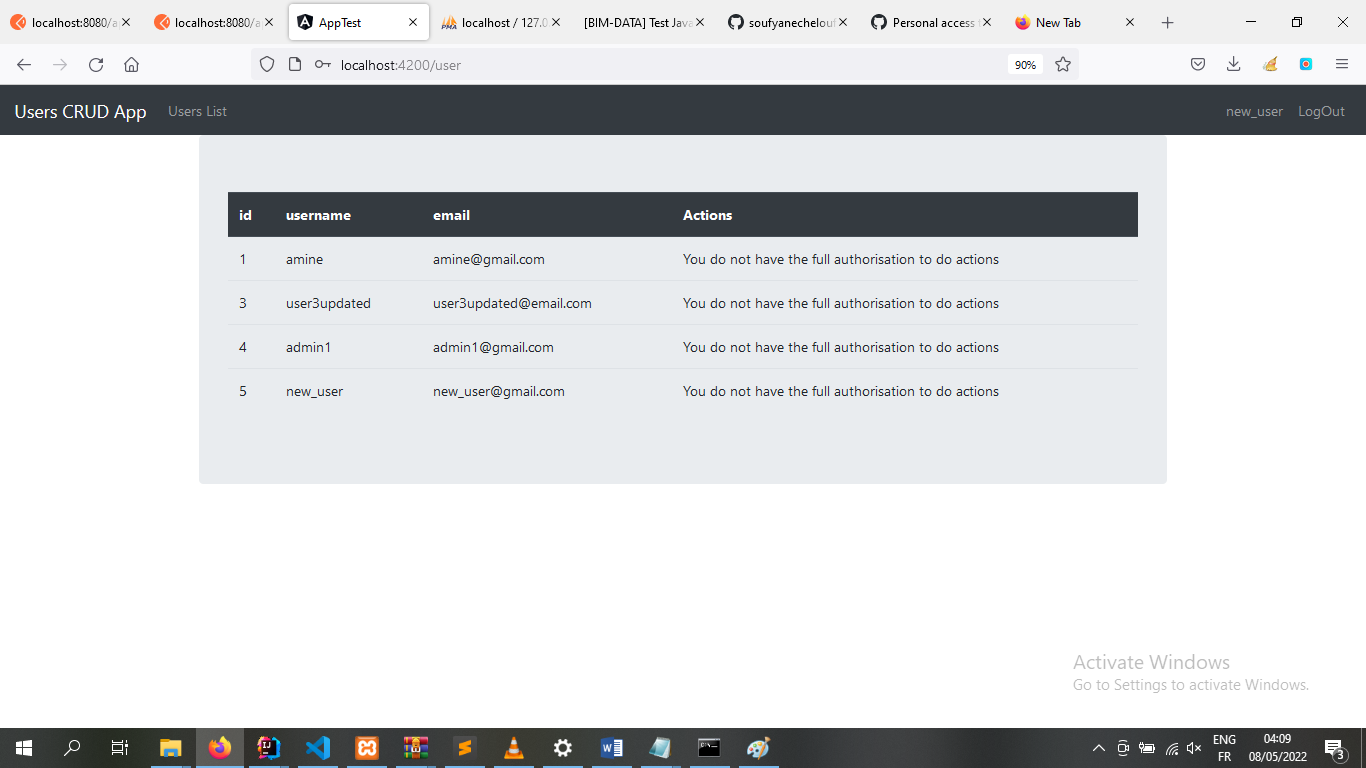 localhost:8080/a
localhost:8080/a
AppTest
localhost / 127.0
[BIM-DATA] Test Java
soufyanechelouf
Personal access
New Tab
localhost:4200/user
90%
Users CRUD App
Users List
new_user
LogOut
id username email Actions
1 amine amine@gmail.com You do not have the full authorisation to do actions
3 user3updated user3updated@email.com You do not have the full authorisation to do actions
4 admin1 admin1@gmail.com You do not have the full authorisation to do actions
5 new_user new_user@gmail.com You do not have the full authorisation to do actions
Activate Windows
Go to Settings to activate Windows.
ENG
FR
04:09
08/05/2022
3